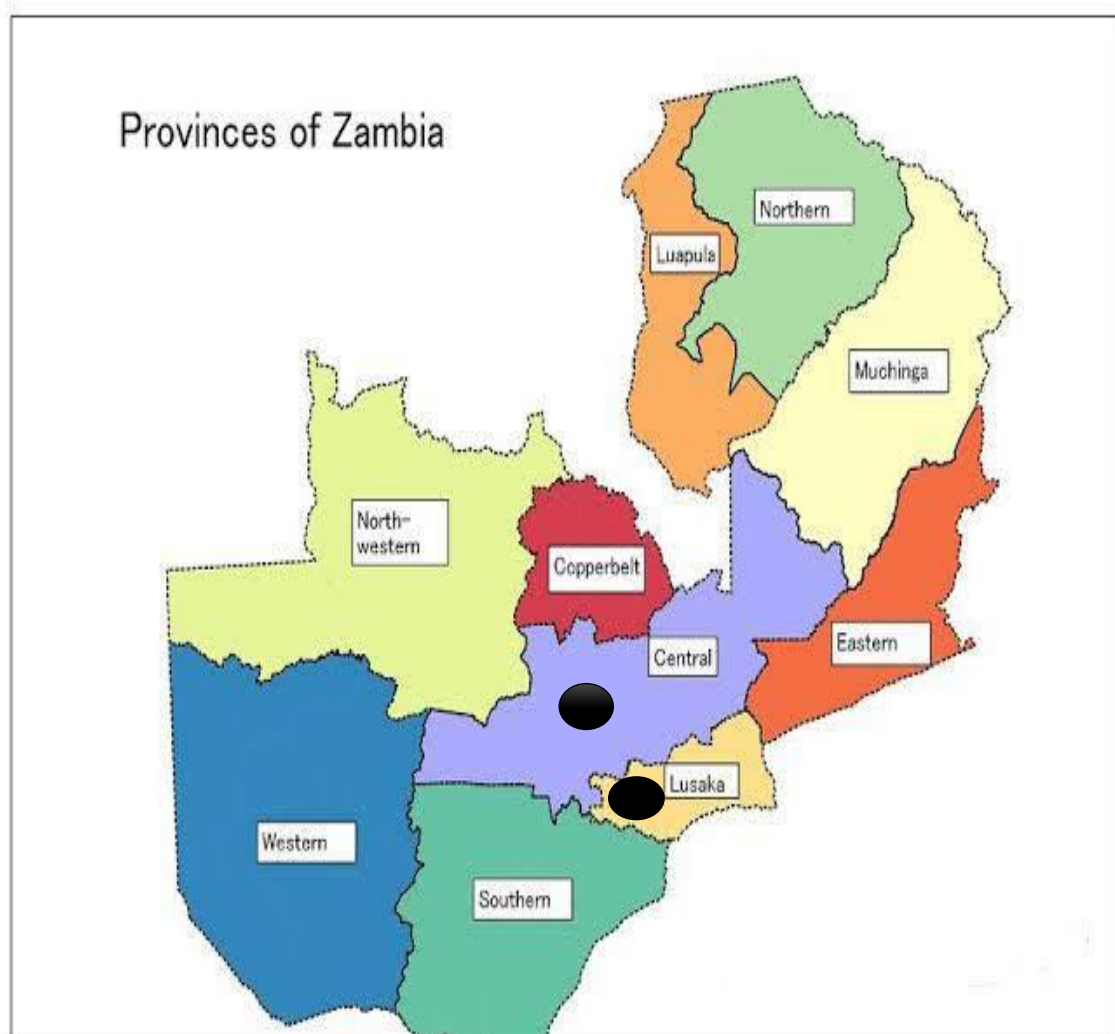 Provinces of Zambia
Northern
Luapula
Muchinga
North-
western
Copperbelt
Eastern
Central
Lusaka
Western
Southern